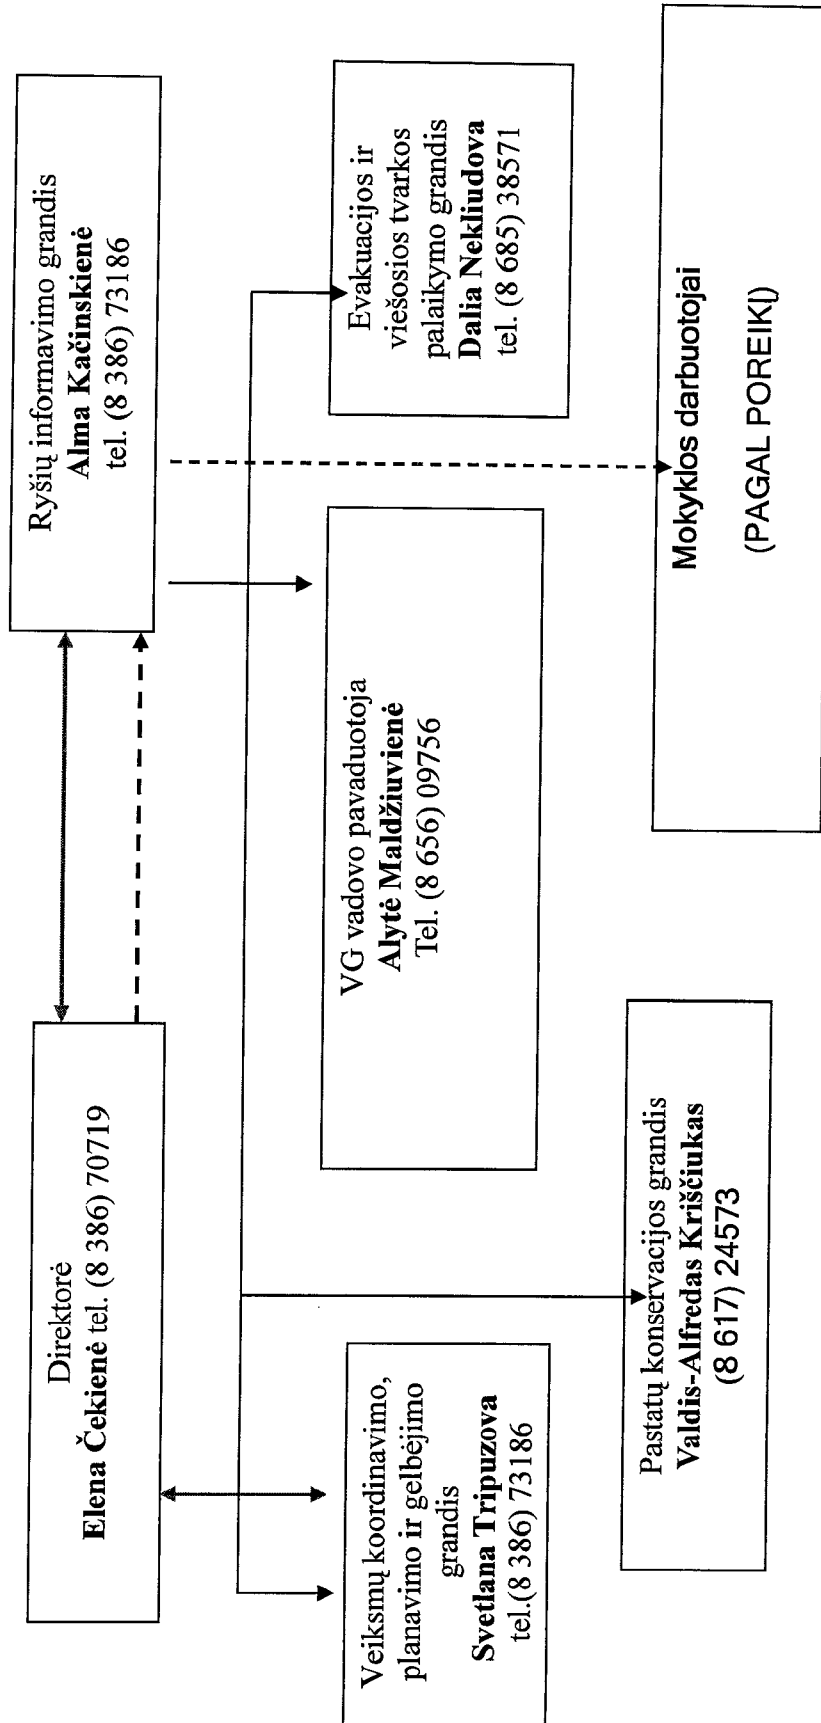 Direktorė
Elena Čekienė tel. (8 386) 70719
Ryšių informavimo grandis
Alma Kačinskienė
tel. (8 386) 73186
Veiksmų koordinavimo,
planavimo ir gelbėjimo
grandis
Svetlana Tripuzova
tel.(8 386) 73186
VG vadovo pavaduotoja
Alytė Maldžiuvienė
Tel. (8 656) 09756
Evakuacijos ir
viešosios tvarkos
palaikymo grandis
Dalia Nekliudova
tel. (8 685) 38571
Pastatų konservacijos grandis
Valdis-Alfredas Kriščiukas
(8 617) 24573
Mokyklos darbuotojai
(PAGAL POREIKĮ)